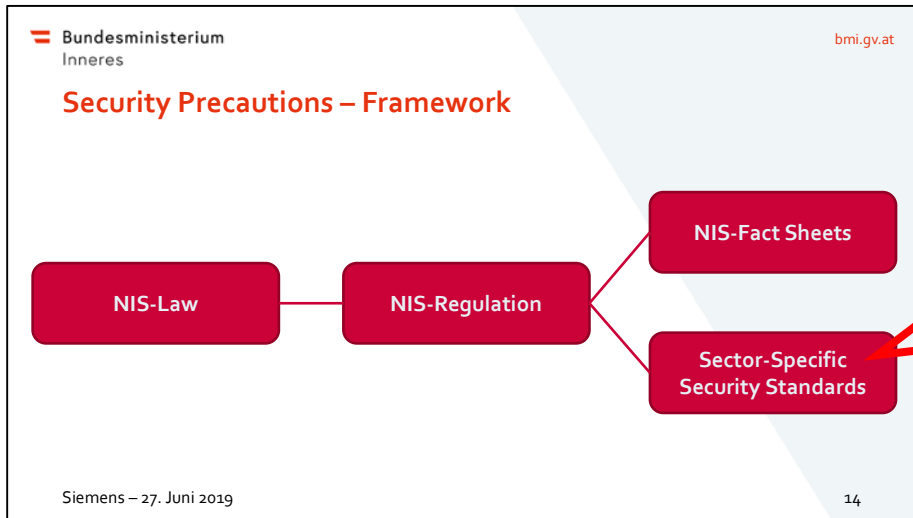 Bundesministerium
Inneres
bmi.gv.at
Security Precautions – Framework
NIS-Fact Sheets
NIS-Law
NIS-Regulation
Sector-Specific
Security Standards
Siemens – 27. Juni 2019
14